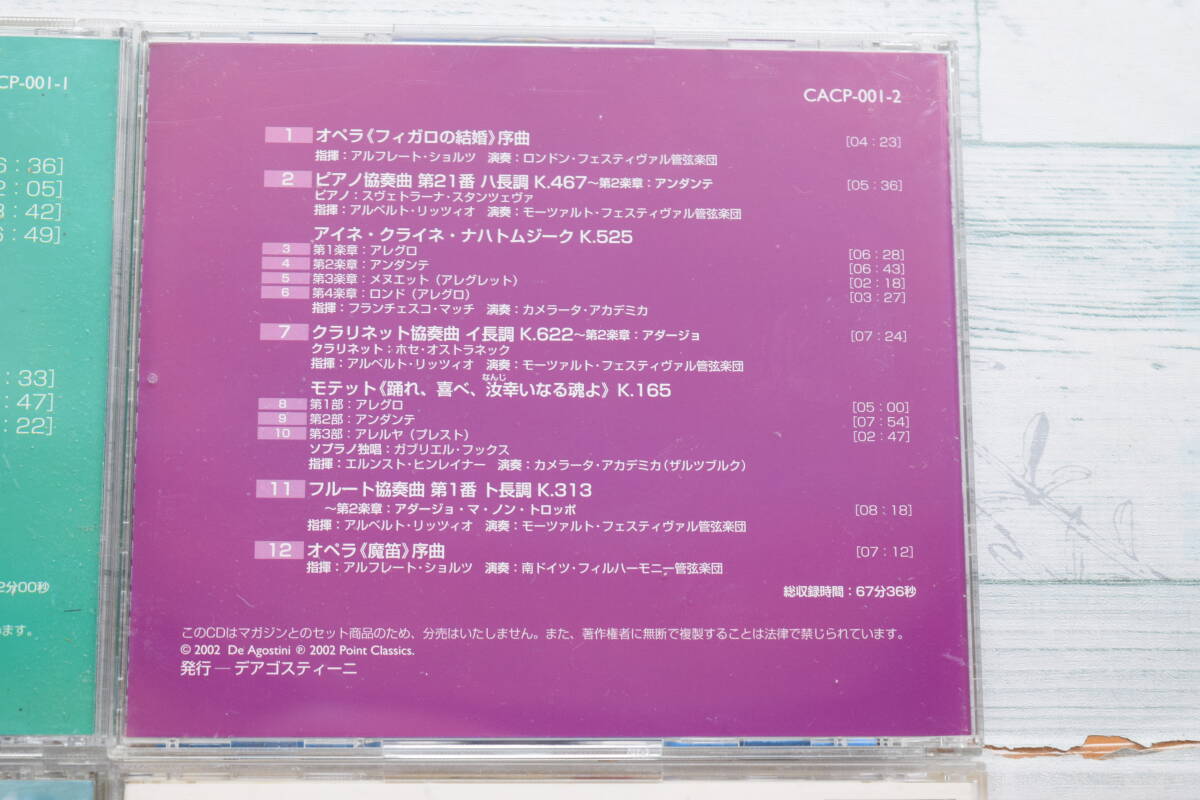 CP-001-1
6：36]
2：05]
3：42]
6：49]
：33]
：47]
：22]
2分00秒
ます。
CACP-001-2
1 オペラ《フィガロの結婚》序曲 [04：23]
指揮：アルフレート・ショルツ 演奏：ロンドン・フェスティヴァル管弦楽団
2 ピアノ協奏曲 第21番 ハ長調 K.467～第2楽章：アンダンテ [05：36]
ピアノ：スヴェトラーナ・スタンツェヴァ
指揮：アルベルト・リッツィオ 演奏：モーツァルト・フェスティヴァル管弦楽団
アイネ・クライネ・ナハトムジーク K.525
3 第1楽章：アレグロ [06：28]
4 第2楽章：アンダンテ [06：43]
5 第3楽章：メヌエット（アレグレット） [02：18]
6 第4楽章：ロンド（アレグロ） [03：27]
指揮：フランチェスコ・マッチ 演奏：カメラータ・アカデミカ
7 クラリネット協奏曲 イ長調 K.622～第2楽章：アダージョ [07：24]
クラリネット：ホセ・オストラネック
指揮：アルベルト・リッツィオ 演奏：モーツァルト・フェスティヴァル管弦楽団
なんじ
モテット《踊れ、喜べ、汝幸いなる魂よ》K.165
8 第1部：アレグロ [05：00]
9 第2部：アンダンテ [07：54]
10 第3部：アレルヤ（プレスト） [02：47]
ソプラノ独唱：ガブリエル・フックス
指揮：エルンスト・ヒンレイナー 演奏：カメラータ・アカデミカ（ザルツブルク）
11 フルート協奏曲 第1番 ト長調 K.313
～第2楽章：アダージョ・マ・ノン・トロッポ [08：18]
指揮：アルベルト・リッツィオ 演奏：モーツァルト・フェスティヴァル管弦楽団
12 オペラ《魔笛》序曲 [07：12]
指揮：アルフレート・ショルツ 演奏：南ドイツ・フィルハーモニー管弦楽団
総収録時間：67分36秒
このCDはマガジンとのセット商品のため、分売はいたしません。また、著作権者に無断で複製することは法律で禁じられています。
© 2002 De Agostini ℗ 2002 Point Classics.
発行―デアゴスティーニ